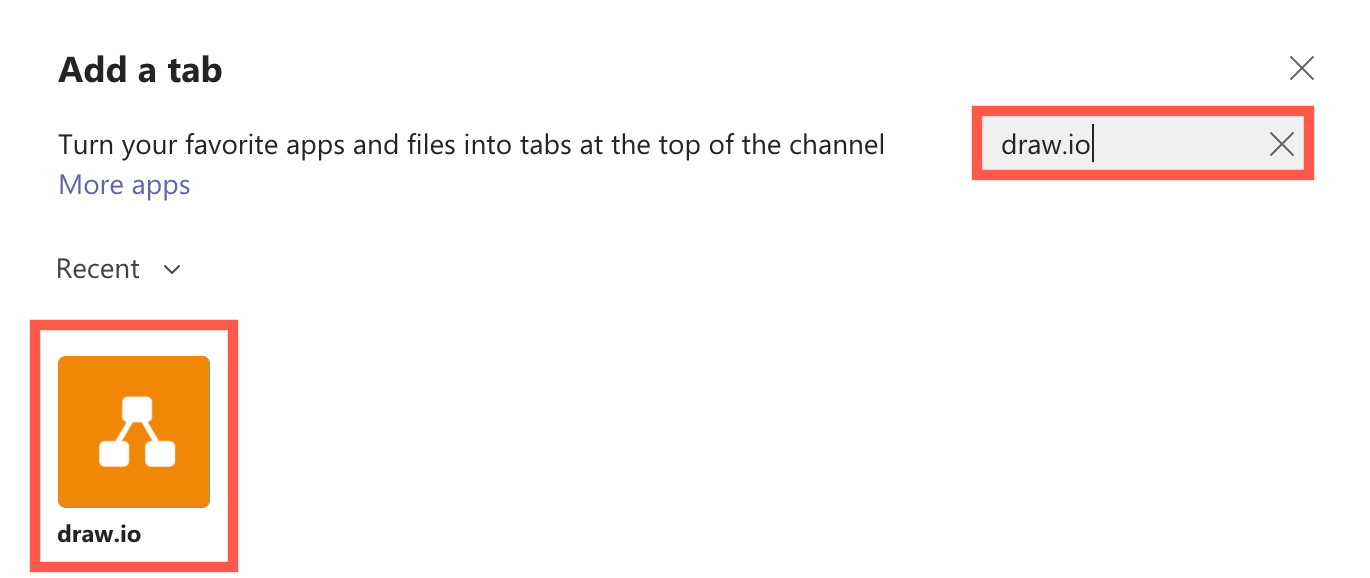 Add a tab
Turn your favorite apps and files into tabs at the top of the channel
More apps
draw.io
Recent
draw.io